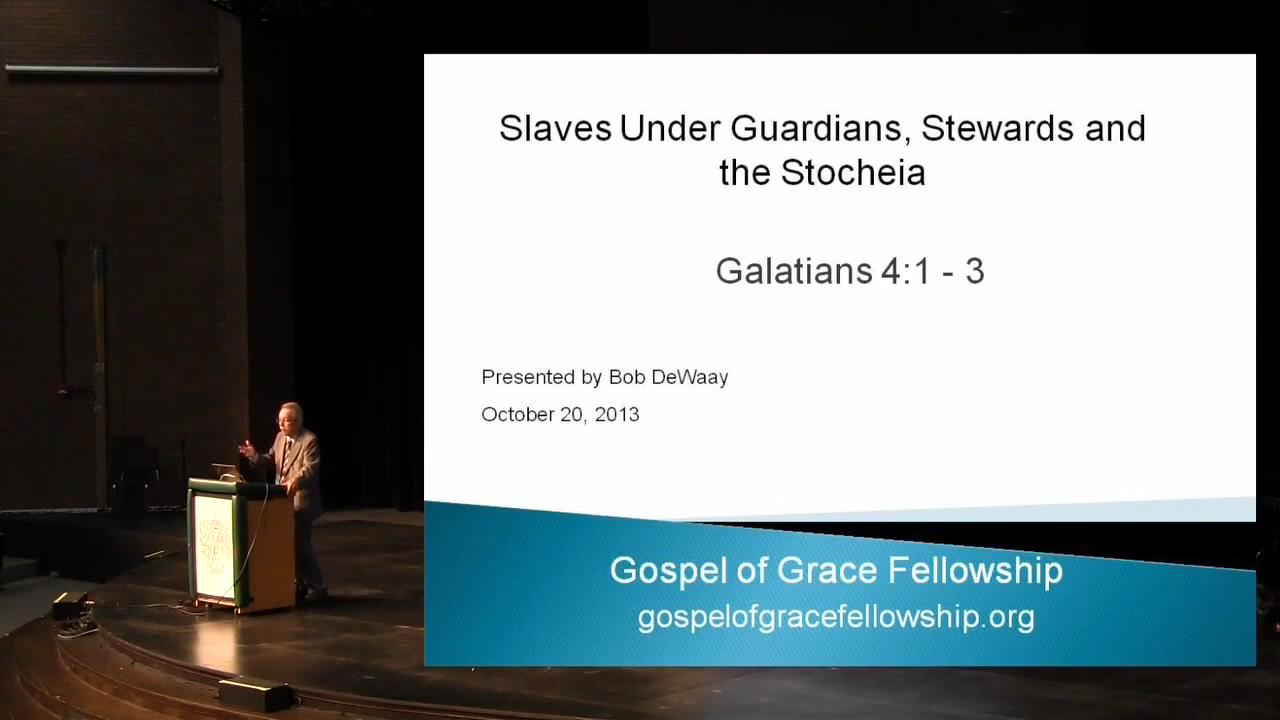 Slaves Under Guardians, Stewards and
the Stocheia
Galatians 4:1 - 3
Presented by Bob DeWaay
October 20, 2013
Gospel of Grace Fellowship
gospelofgracefellowship.org